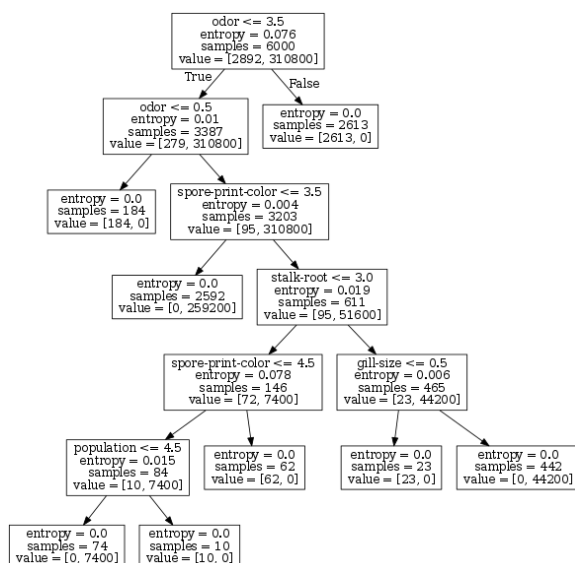 odor <= 3.5
entropy = 0.076
samples = 6000
value = [2892, 310800]
True
False
odor <= 0.5
entropy = 0.01
samples = 3387
value = [279, 310800]
entropy = 0.0
samples = 2613
value = [2613, 0]
entropy = 0.0
samples = 184
value = [184, 0]
spore-print-color <= 3.5
entropy = 0.004
samples = 3203
value = [95, 310800]
entropy = 0.0
samples = 2592
value = [0, 259200]
stalk-root <= 3.0
entropy = 0.019
samples = 611
value = [95, 51600]
spore-print-color <= 4.5
entropy = 0.078
samples = 146
value = [72, 7400]
gill-size <= 0.5
entropy = 0.006
samples = 465
value = [23, 44200]
population <= 4.5
entropy = 0.015
samples = 84
value = [10, 7400]
entropy = 0.0
samples = 62
value = [62, 0]
entropy = 0.0
samples = 23
value = [23, 0]
entropy = 0.0
samples = 442
value = [0, 44200]
entropy = 0.0
samples = 74
value = [0, 7400]
entropy = 0.0
samples = 10
value = [10, 0]